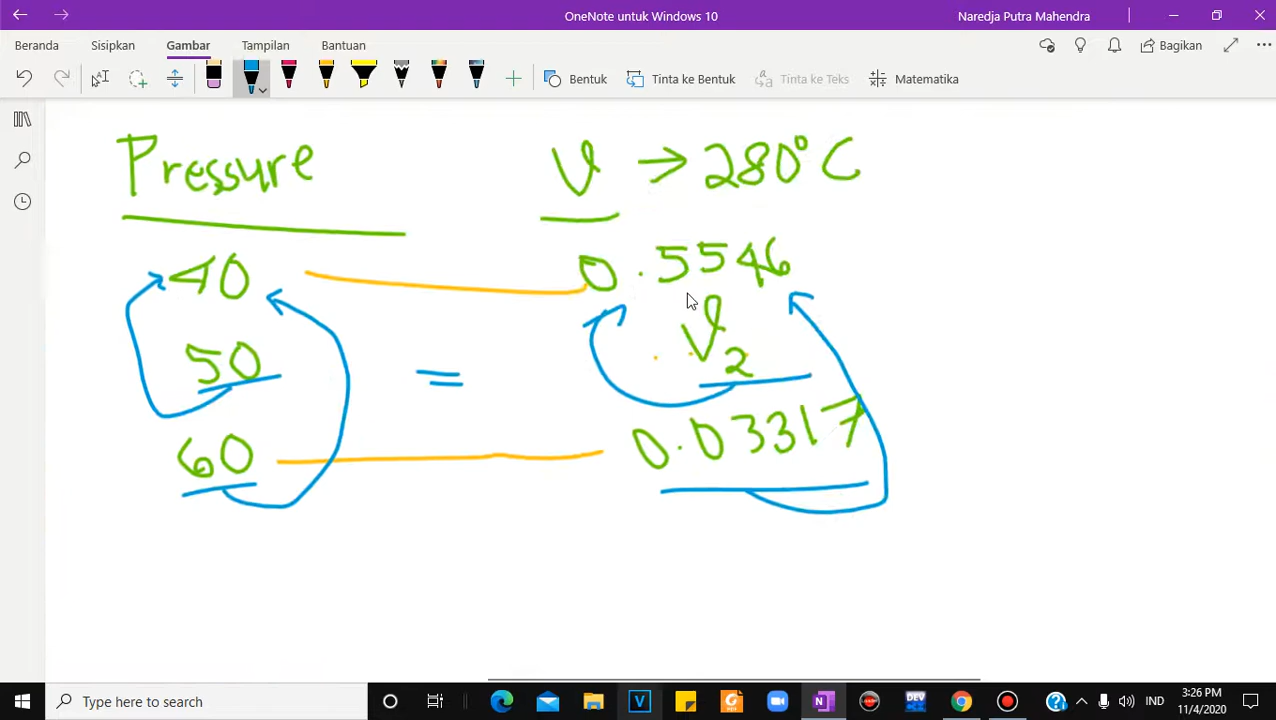 OneNote untuk Windows 10
Naredja Putra Mahendra
Beranda Sisipkan Gambar Tampilan Bantuan
Bagikan
Bentuk Tinta ke Bentuk Tinta ke Teks Matematika
Pressure V → 280°C
40 0.5546
50 = V2
60 0.03317
Type here to search
IND
3:26 PM
11/4/2020